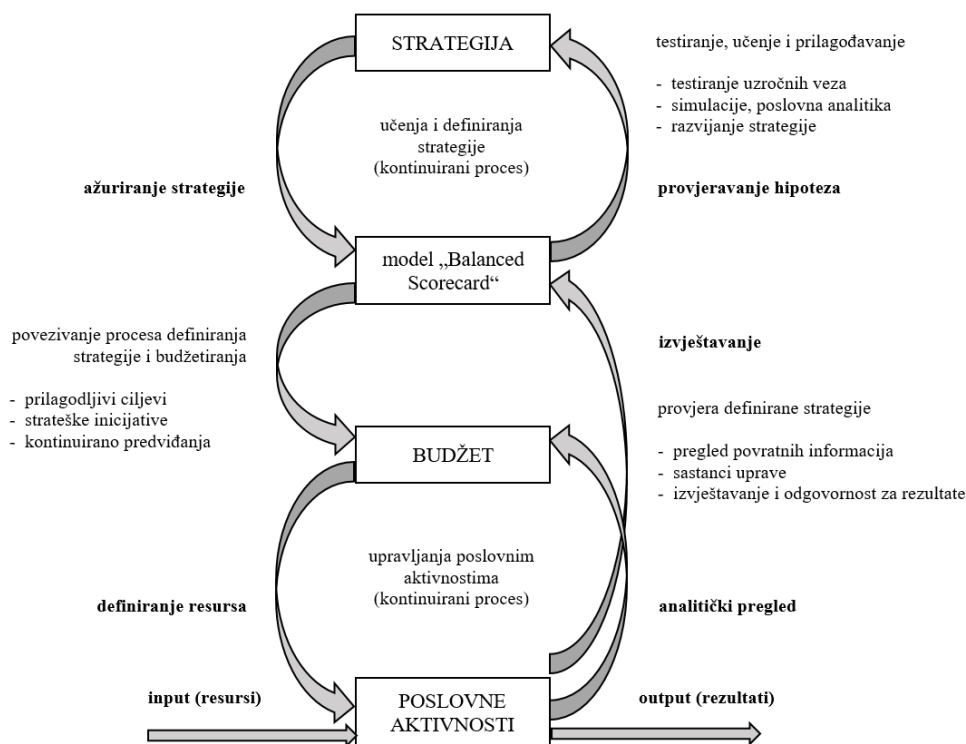 STRATEGIJA
testiranje, učenje i prilagođavanje
- testiranje uzročnih veza
- simulacije, poslovna analitika
- razvijanje strategije
učenja i definiranja
strategije
(kontinuirani proces)
ažuriranje strategije
provjeravanje hipoteza
model „Balanced
Scorecard“
povezivanje procesa definiranja
strategije i budžetiranja
- prilagodljivi ciljevi
- strateške inicijative
- kontinuirano predviđanja
izvještavanje
provjera definirane strategije
- pregled povratnih informacija
- sastanci uprave
- izvještavanje i odgovornost za rezultate
BUDŽET
upravljanja poslovnim
aktivnostima
(kontinuirani proces)
definiranje resursa
analitički pregled
input (resursi)
POSLOVNE
AKTIVNOSTI
output (rezultati)